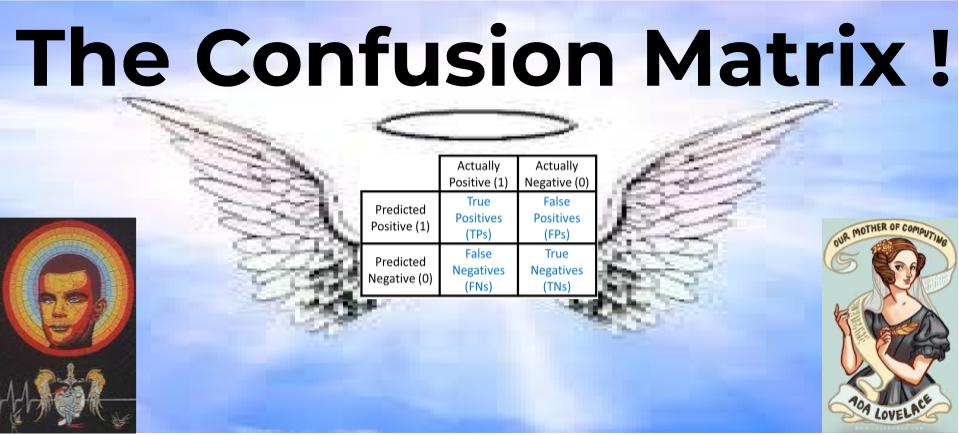 The Confusion Matrix !
Actually
Positive (1)
Actually
Negative (0)
Predicted
Positive (1)
True
Positives
(TPs)
False
Positives
(FPs)
Predicted
Negative (0)
False
Negatives
(FNs)
True
Negatives
(TNs)
OUR MOTHER OF COMPUTING
ADA LOVELACE